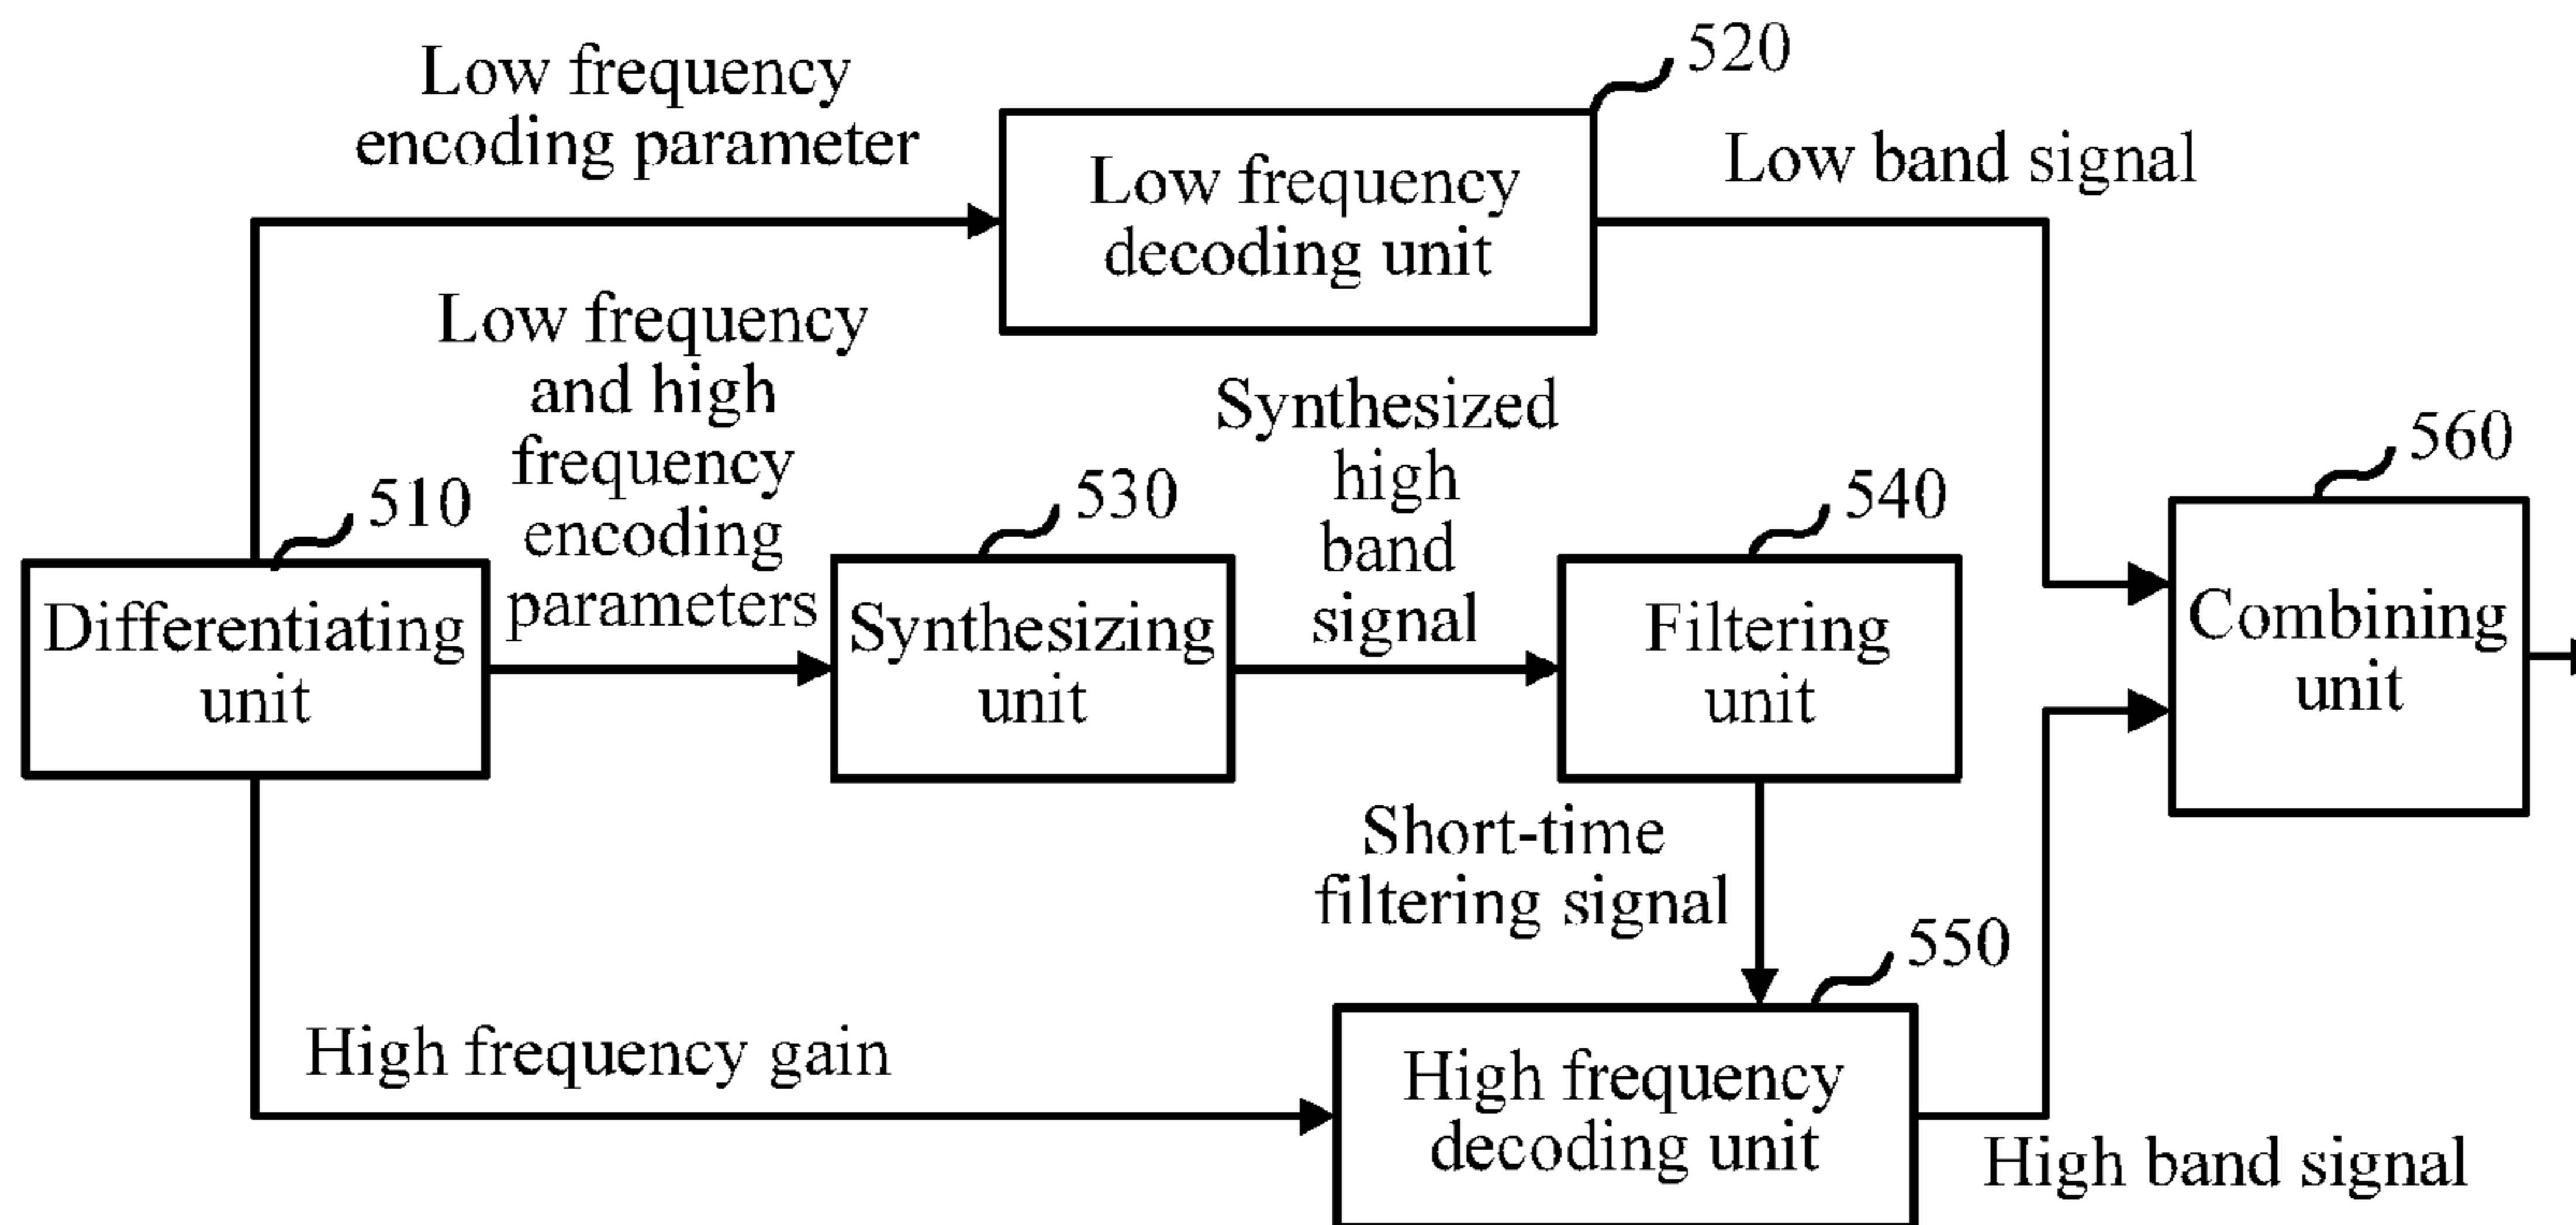 520
Low frequency
encoding parameter
Low frequency
decoding unit
Low band signal
Low frequency
and high
frequency
encoding
parameters
Synthesized
high
band
signal
510
530
540
560
Differentiating
unit
Synthesizing
unit
Filtering
unit
Combining
unit
Short-time
filtering signal
550
High frequency gain
High frequency
decoding unit
High band signal